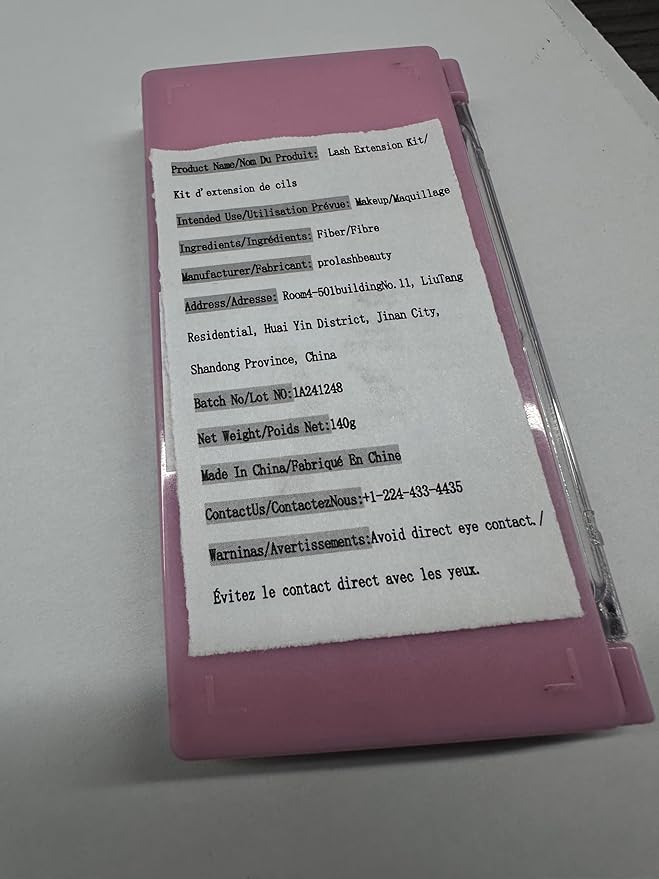 Product Name/Nom Du Produit: Lash Extension Kit/
Kit d'extension de cils
Intended Use/Utilisation Prévue: Makeup/Maquillage
Ingredients/Ingrédients: Fiber/Fibre
Manufacturer/Fabricant: prolashbeauty
Address/Adresse: Room4-501buildingNo.11, LiuTang
Residential, Huai Yin District, Jinan City,
Shandong Province, China
Batch No/Lot NO:1A241248
Net Weight/Poids Net:140g
Made In China/Fabriqué En Chine
ContactUs/ContactezNous:+1-224-433-4435
Warninas/Avertissements:Avoid direct eye contact./
Évitez le contact direct avec les yeux.